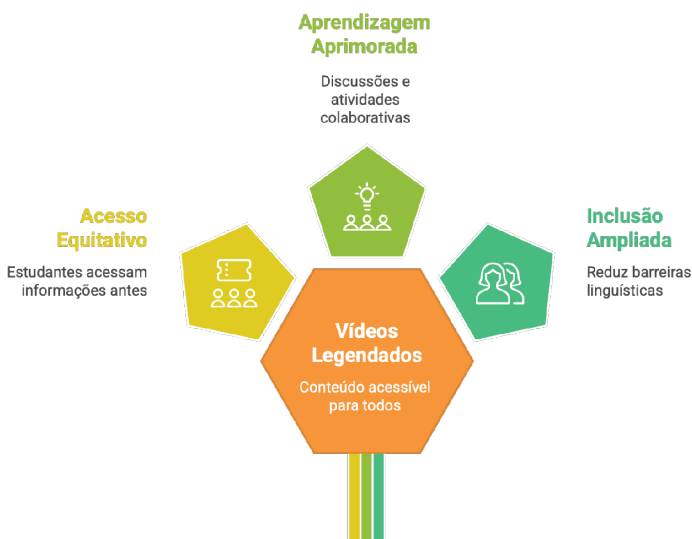 Aprendizagem
Aprimorada
Discussões e
atividades
colaborativas
Acesso
Equitativo
Estudantes acessam
informações antes
Inclusão
Ampliada
Reduz barreiras
linguísticas
Vídeos
Legendados
Conteúdo acessível
para todos